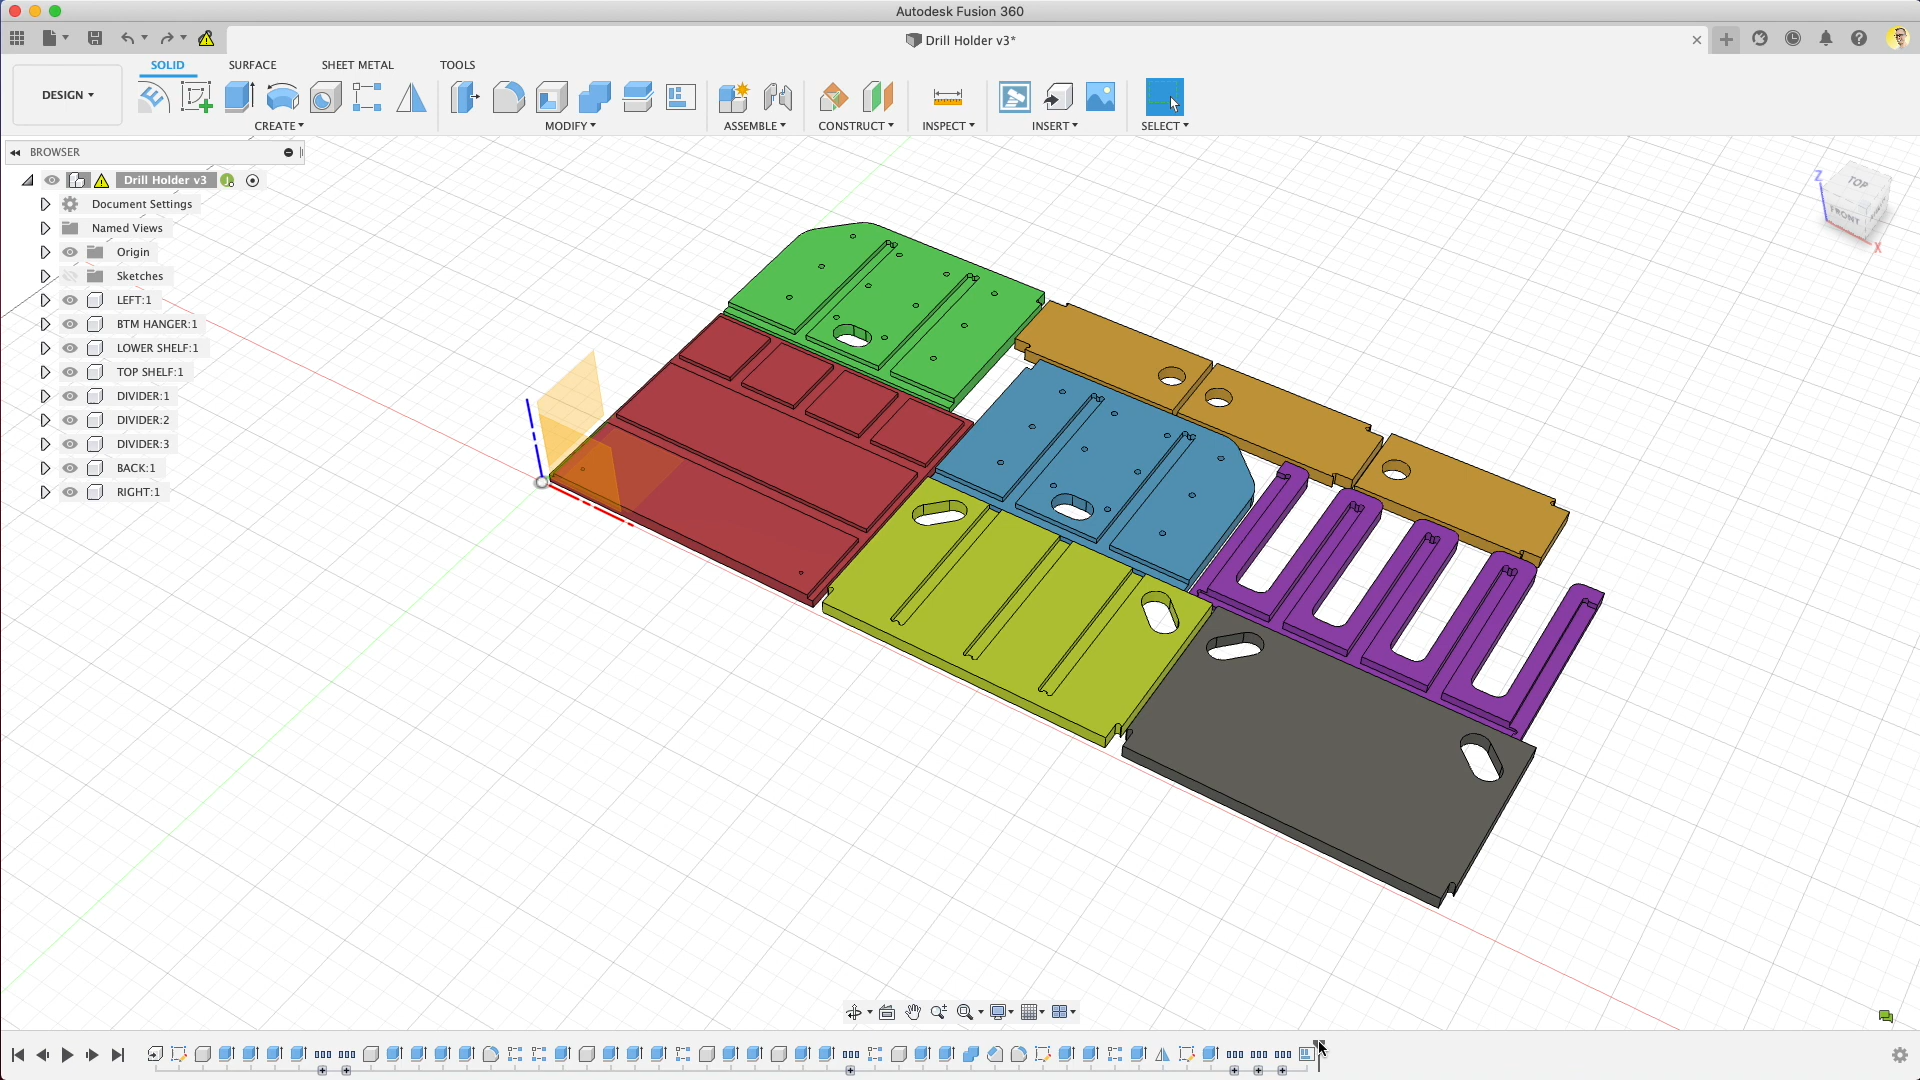 Autodesk Fusion 360
Drill Holder v3*
DESIGN
SOLID SURFACE SHEET METAL TOOLS
CREATE MODIFY ASSEMBLE CONSTRUCT INSPECT INSERT SELECT
BROWSER
Drill Holder v3
Document Settings
Named Views
Origin
Sketches
LEFT:1
BTM HANGER:1
LOWER SHELF:1
TOP SHELF:1
DIVIDER:1
DIVIDER:2
DIVIDER:3
BACK:1
RIGHT:1
Z
TOP
FRONT
X